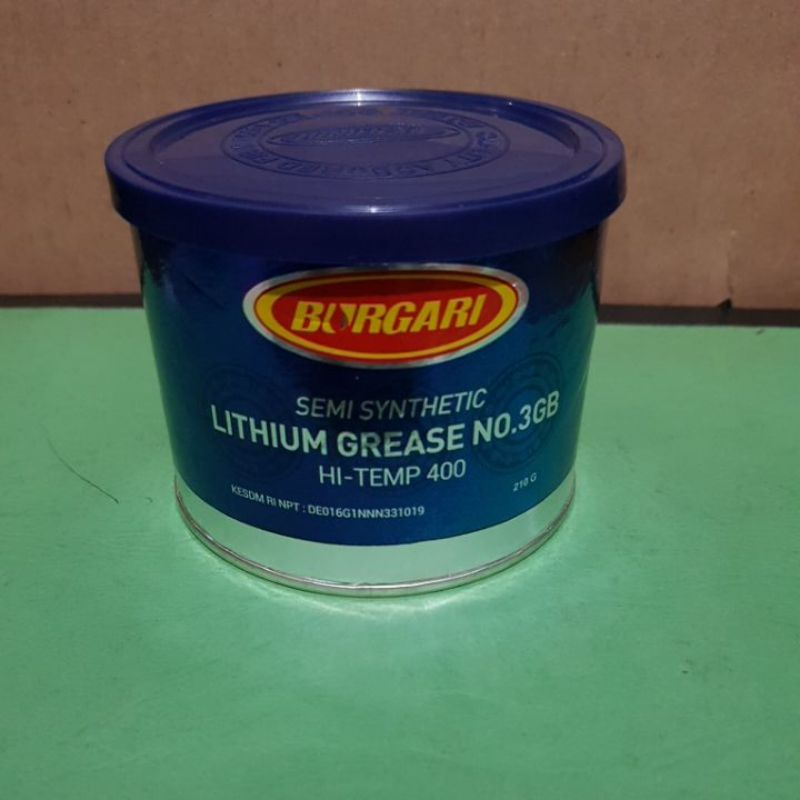 BURGARI
SEMI SYNTHETIC
LITHIUM GREASE NO.3GB
HI-TEMP 400
KESDM RI NPT : DE016G1NNN331019
210 G